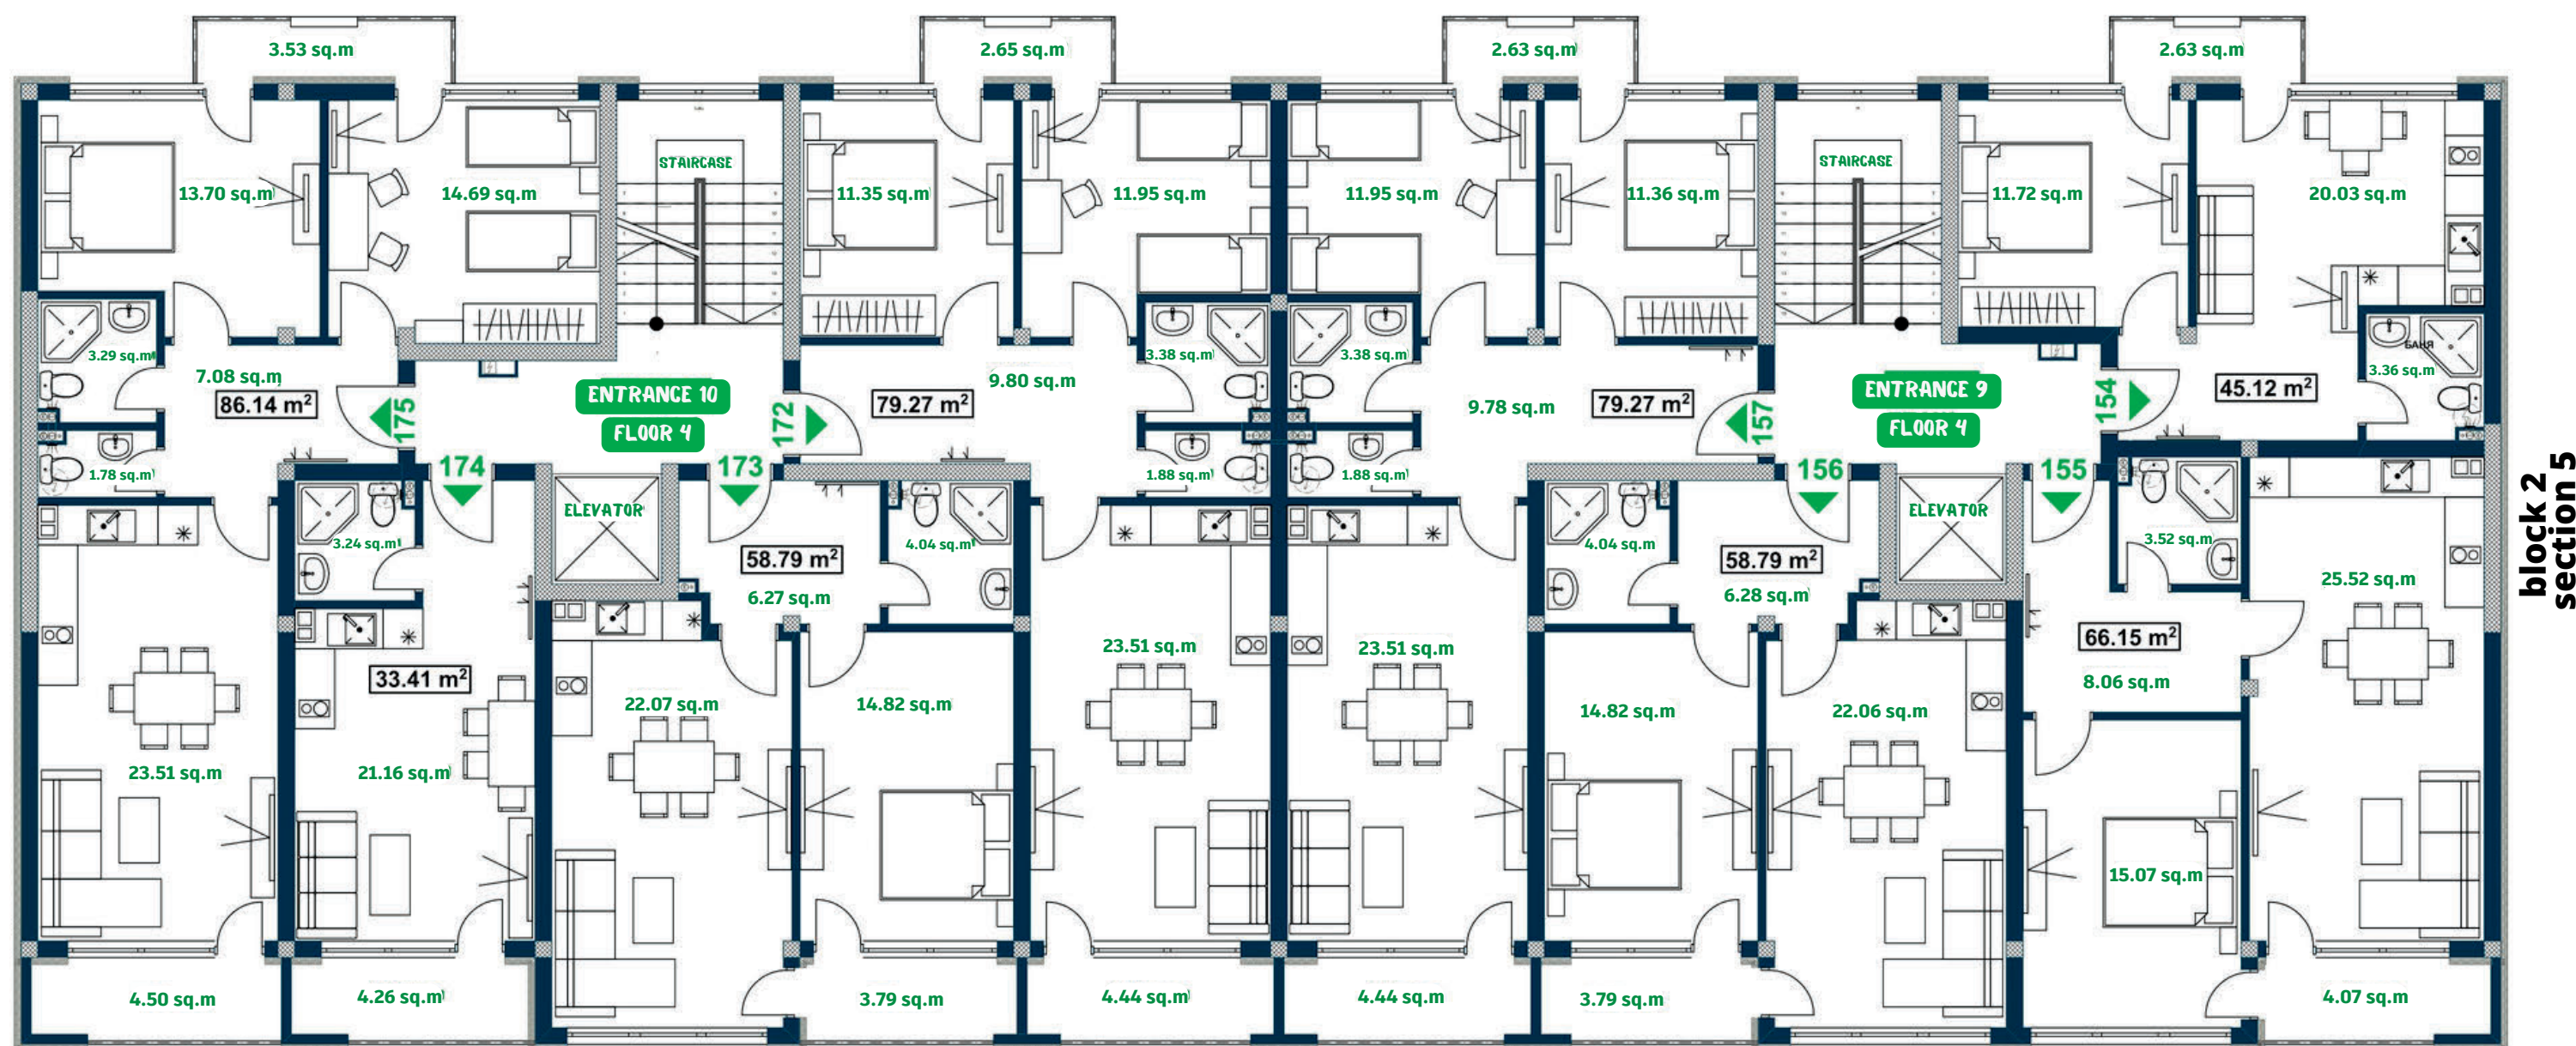 3.53 sq.m
2.65 sq.m
2.63 sq.m
2.63 sq.m
STAIRCASE
STAIRCASE
13.70 sq.m
14.69 sq.m
11.35 sq.m
11.95 sq.m
11.95 sq.m
11.36 sq.m
11.72 sq.m
20.03 sq.m
3.29 sq.m
7.08 sq.m
86.14 m²
175
ENTRANCE 10
FLOOR 4
172
79.27 m²
9.80 sq.m
3.38 sq.m
3.38 sq.m
9.78 sq.m
79.27 m²
157
ENTRANCE 9
FLOOR 4
154
45.12 m²
БАНЯ
3.36 sq.m
1.78 sq.m
174
173
1.88 sq.m
1.88 sq.m
156
155
block 2
section 5
3.24 sq.m
ELEVATOR
58.79 m²
4.04 sq.m
4.04 sq.m
58.79 m²
ELEVATOR
3.52 sq.m
25.52 sq.m
6.27 sq.m
6.28 sq.m
66.15 m²
33.41 m²
23.51 sq.m
23.51 sq.m
8.06 sq.m
22.07 sq.m
14.82 sq.m
14.82 sq.m
22.06 sq.m
23.51 sq.m
21.16 sq.m
15.07 sq.m
4.50 sq.m
4.26 sq.m
3.79 sq.m
4.44 sq.m
4.44 sq.m
3.79 sq.m
4.07 sq.m